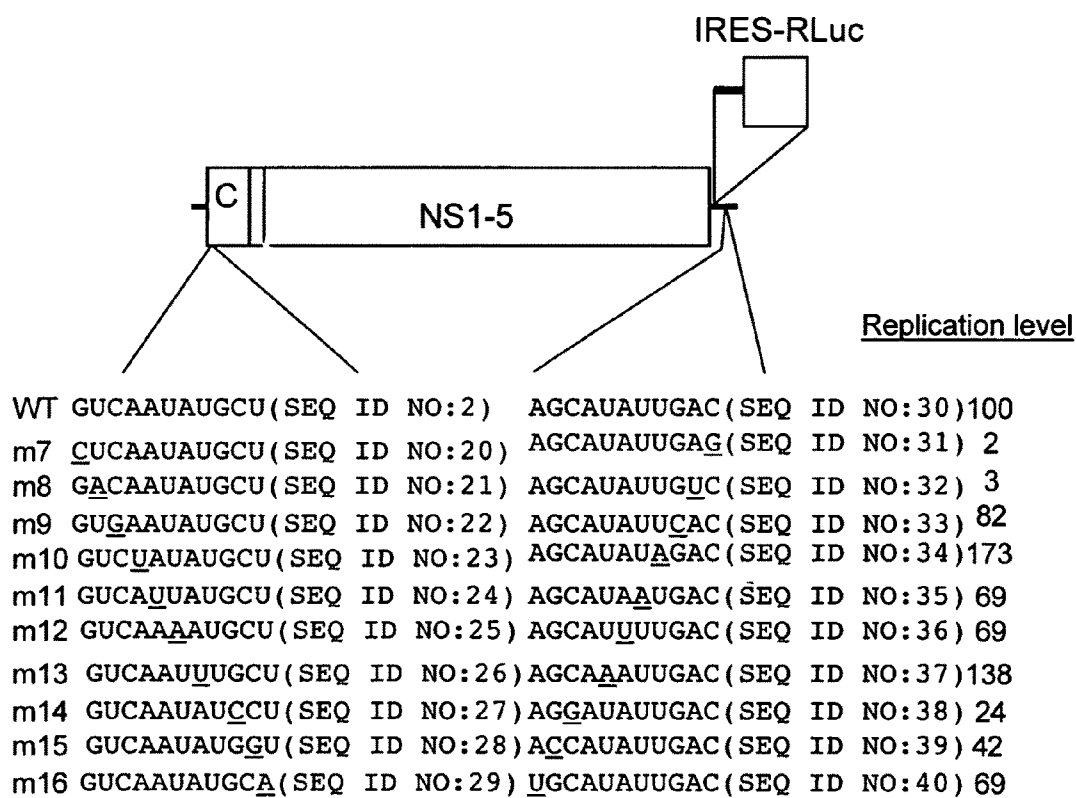 IRES-RLuc
C
NS1-5
Replication level
WT GUCAAUAUGCU(SEQ ID NO:2) AGCAUAUUGAC(SEQ ID NO:30)100
m7 CUCAAUAUGCU(SEQ ID NO:20) AGCAUAUUGAG(SEQ ID NO:31) 2
m8 GACAAUAUGCU(SEQ ID NO:21) AGCAUAUUGUC(SEQ ID NO:32) 3
m9 GUGAAUAUGCU(SEQ ID NO:22) AGCAUAUUCAC(SEQ ID NO:33) 82
m10 GUCUAUAUGCU(SEQ ID NO:23) AGCAUAUAGAC(SEQ ID NO:34)173
m11 GUCAUUAUGCU(SEQ ID NO:24) AGCAUAAUGAC(SEQ ID NO:35) 69
m12 GUCAAAAUGCU(SEQ ID NO:25) AGCAUUUUGAC(SEQ ID NO:36) 69
m13 GUCAAUUUGCU(SEQ ID NO:26)AGCAAAUUGAC(SEQ ID NO:37)138
m14 GUCAAUAUCCU(SEQ ID NO:27)AGGAUAUUGAC(SEQ ID NO:38) 24
m15 GUCAAUAUGGU(SEQ ID NO:28)ACCAUAUUGAC(SEQ ID NO:39) 42
m16 GUCAAUAUGCA(SEQ ID NO:29)UGCAUAUUGAC(SEQ ID NO:40) 69